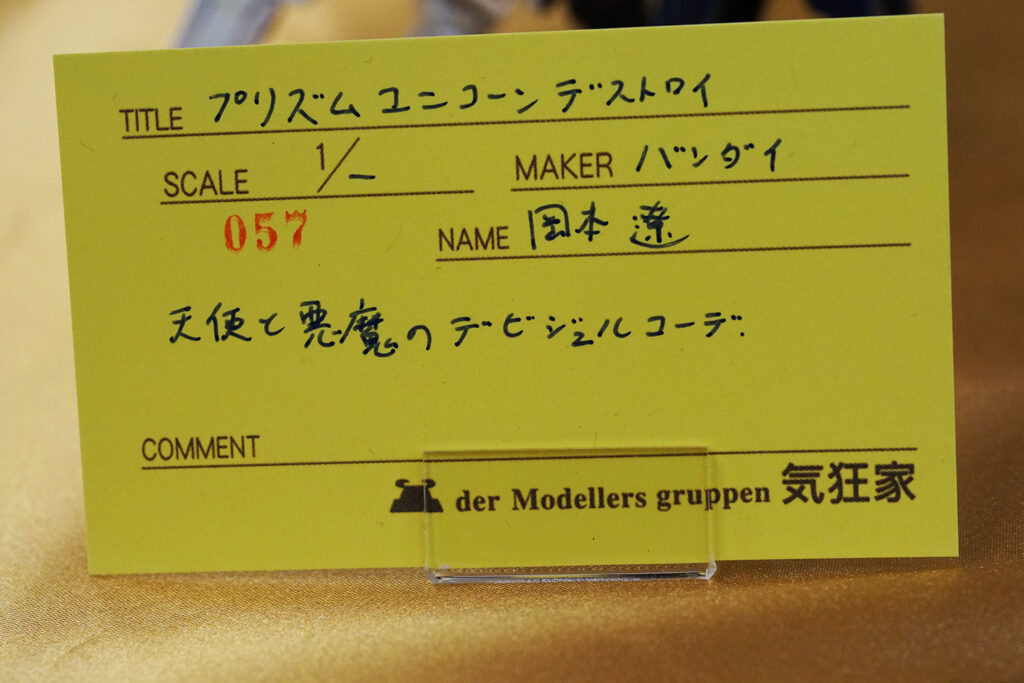 TITLE プリズムユニコーンデストロイ
SCALE 1/– MAKER バンダイ
057 NAME 岡本 遼
天使と悪魔のデビジェルコーデ.
COMMENT
der Modellers gruppen 気狂家